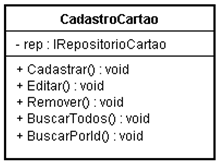 CadastroCartao
- rep : IRepositorioCartao
+ Cadastrar() : void
+ Editar() : void
+ Remover() : void
+ BuscarTodos() : void
+ BuscarPorId() : void